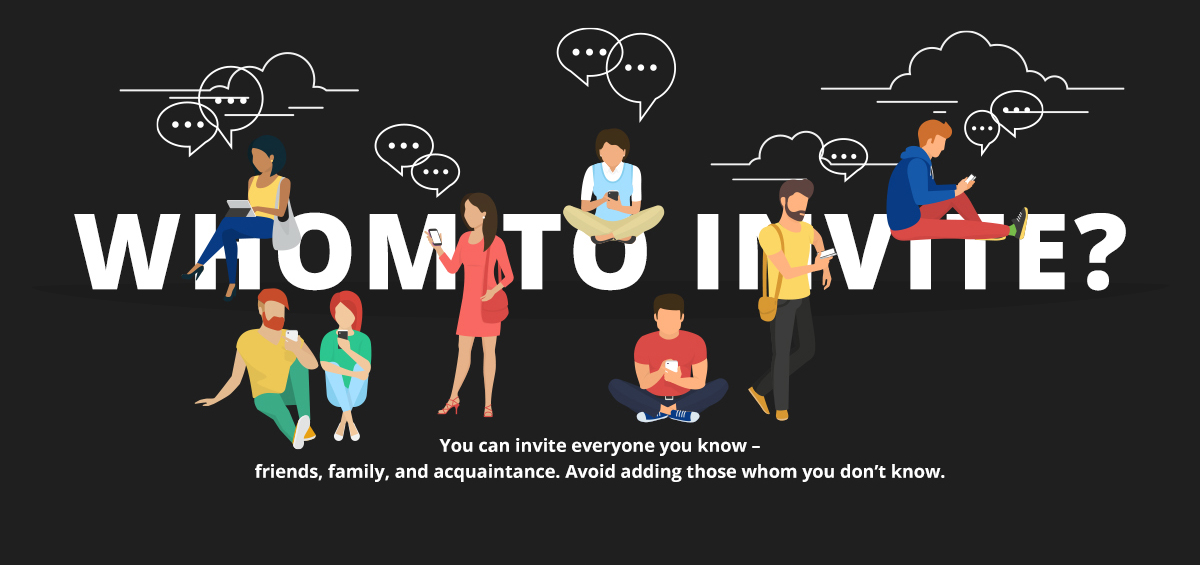 WHOM TO INVITE?
You can invite everyone you know –
friends, family, and acquaintance. Avoid adding those whom you don’t know.